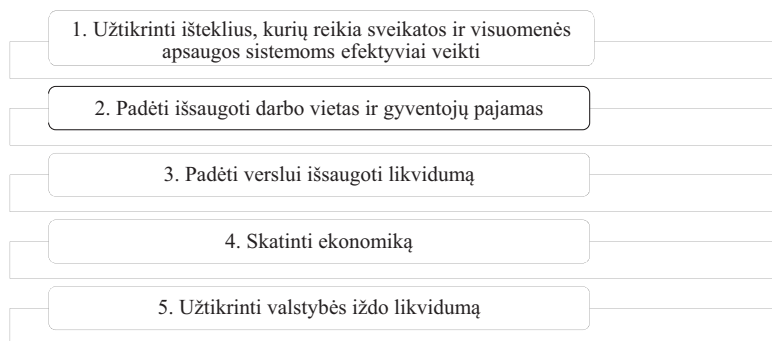 1. Užtikrinti išteklius, kurių reikia sveikatos ir visuomenės
apsaugos sistemoms efektyviai veikti
2. Padėti išsaugoti darbo vietas ir gyventojų pajamas
3. Padėti verslui išsaugoti likvidumą
4. Skatinti ekonomiką
5. Užtikrinti valstybės iždo likvidumą